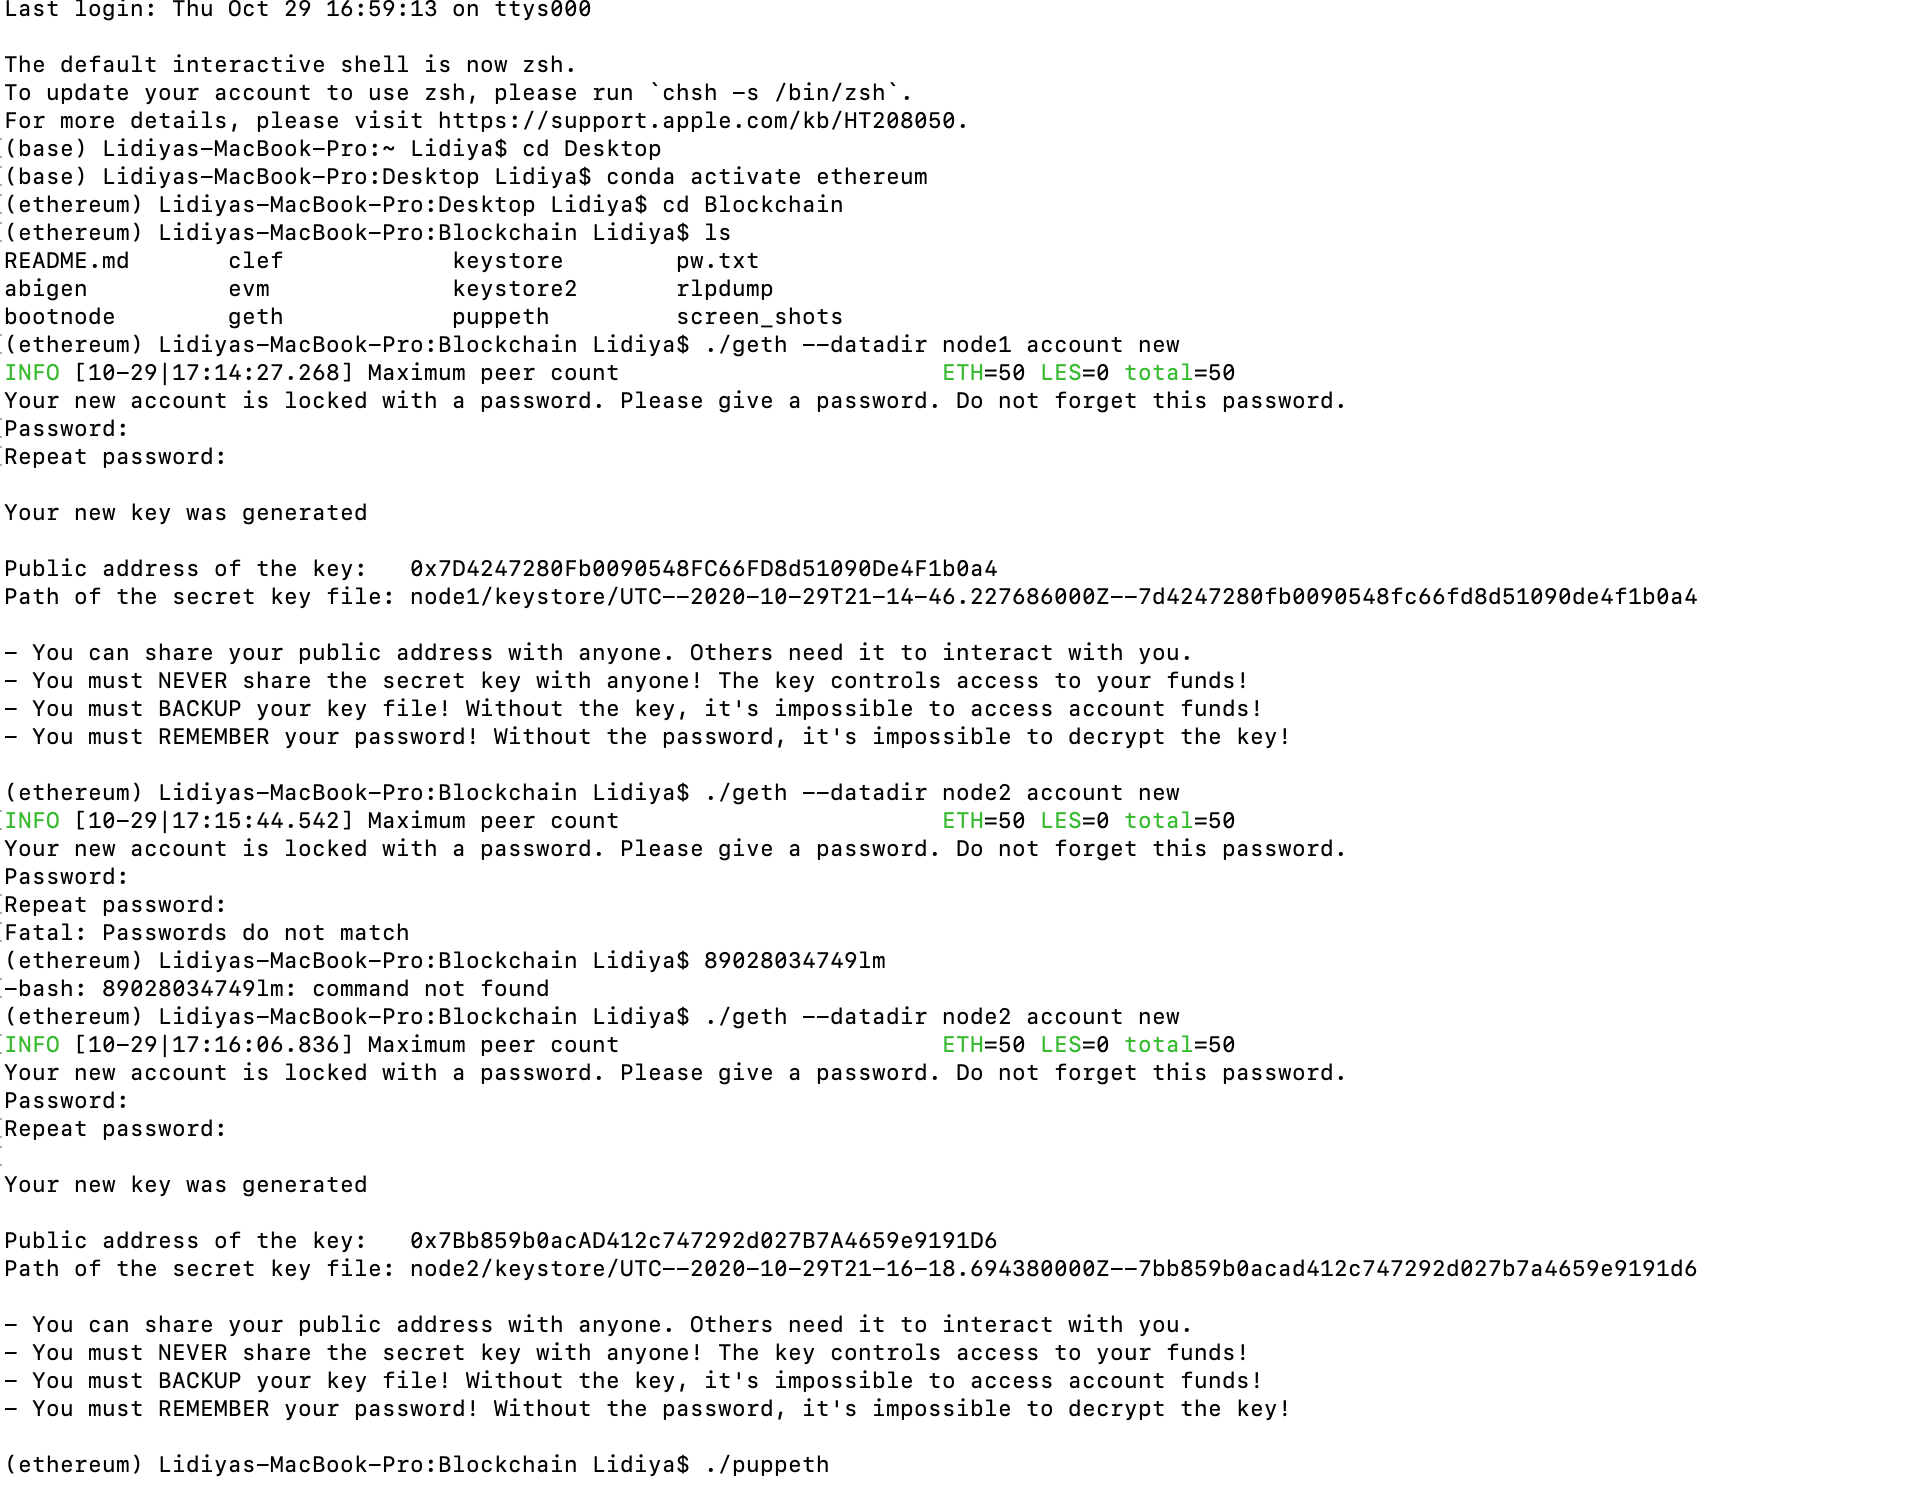 Last login: Thu Oct 29 16:59:13 on ttys000

The default interactive shell is now zsh.
To update your account to use zsh, please run `chsh -s /bin/zsh`.
For more details, please visit https://support.apple.com/kb/HT208050.
(base) Lidiyas-MacBook-Pro:~ Lidiya$ cd Desktop
(base) Lidiyas-MacBook-Pro:Desktop Lidiya$ conda activate ethereum
(ethereum) Lidiyas-MacBook-Pro:Desktop Lidiya$ cd Blockchain
(ethereum) Lidiyas-MacBook-Pro:Blockchain Lidiya$ ls
README.md       clef            keystore        pw.txt
abigen          evm             keystore2       rlpdump
bootnode        geth            puppeth         screen_shots
(ethereum) Lidiyas-MacBook-Pro:Blockchain Lidiya$ ./geth --datadir node1 account new
INFO [10-29|17:14:27.268] Maximum peer count                       ETH=50 LES=0 total=50
Your new account is locked with a password. Please give a password. Do not forget this password.
Password:
Repeat password:

Your new key was generated

Public address of the key:   0x7D4247280Fb0090548FC66FD8d51090De4F1b0a4
Path of the secret key file: node1/keystore/UTC--2020-10-29T21-14-46.227686000Z--7d4247280fb0090548fc66fd8d51090de4f1b0a4

- You can share your public address with anyone. Others need it to interact with you.
- You must NEVER share the secret key with anyone! The key controls access to your funds!
- You must BACKUP your key file! Without the key, it's impossible to access account funds!
- You must REMEMBER your password! Without the password, it's impossible to decrypt the key!

(ethereum) Lidiyas-MacBook-Pro:Blockchain Lidiya$ ./geth --datadir node2 account new
INFO [10-29|17:15:44.542] Maximum peer count                       ETH=50 LES=0 total=50
Your new account is locked with a password. Please give a password. Do not forget this password.
Password:
Repeat password:
Fatal: Passwords do not match
(ethereum) Lidiyas-MacBook-Pro:Blockchain Lidiya$ 89028034749lm
-bash: 89028034749lm: command not found
(ethereum) Lidiyas-MacBook-Pro:Blockchain Lidiya$ ./geth --datadir node2 account new
INFO [10-29|17:16:06.836] Maximum peer count                       ETH=50 LES=0 total=50
Your new account is locked with a password. Please give a password. Do not forget this password.
Password:
Repeat password:

Your new key was generated

Public address of the key:   0x7Bb859b0acAD412c747292d027B7A4659e9191D6
Path of the secret key file: node2/keystore/UTC--2020-10-29T21-16-18.694380000Z--7bb859b0acad412c747292d027b7a4659e9191d6

- You can share your public address with anyone. Others need it to interact with you.
- You must NEVER share the secret key with anyone! The key controls access to your funds!
- You must BACKUP your key file! Without the key, it's impossible to access account funds!
- You must REMEMBER your password! Without the password, it's impossible to decrypt the key!

(ethereum) Lidiyas-MacBook-Pro:Blockchain Lidiya$ ./puppeth